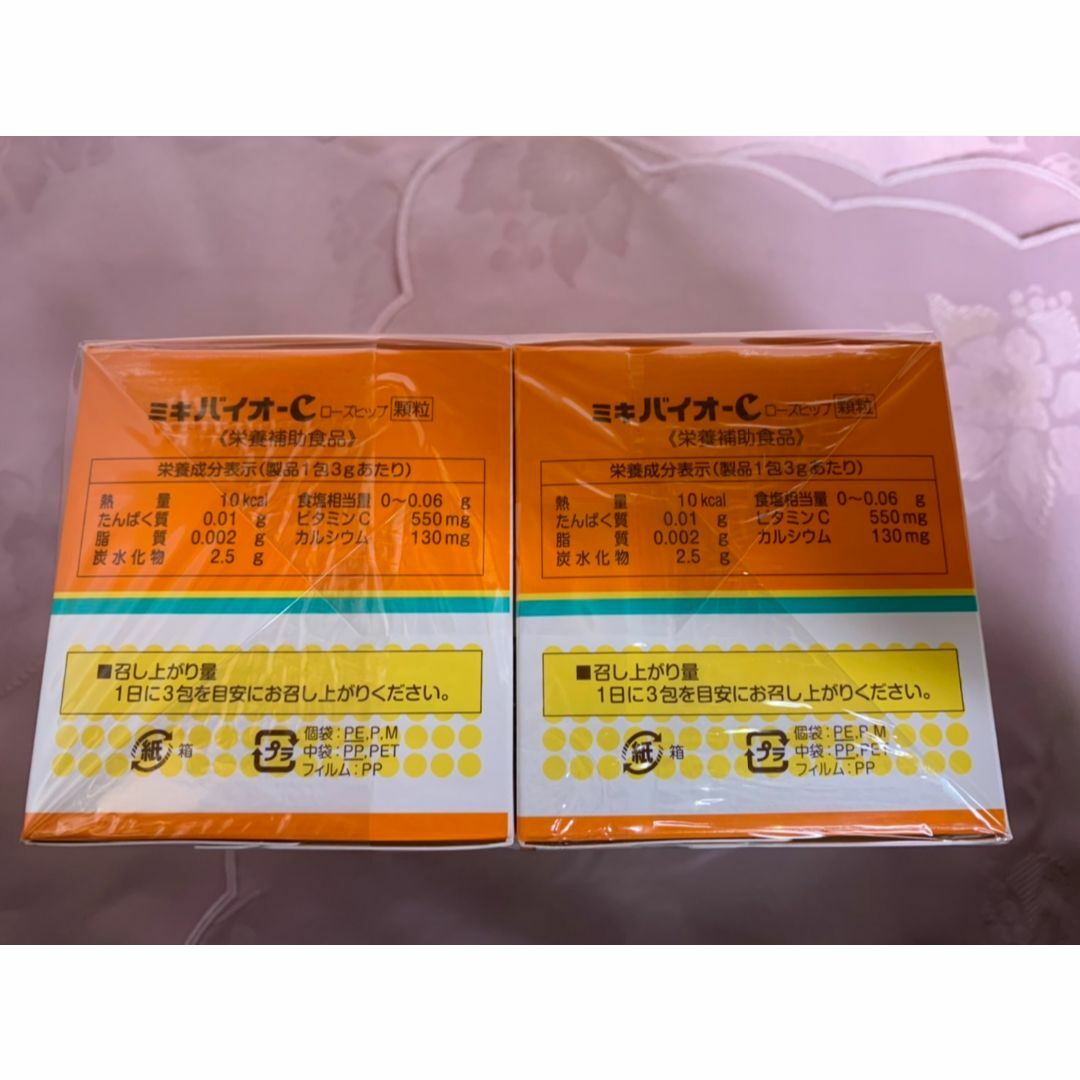 ミキバイオ-C ローズヒップ 顆粒
《栄養補助食品》
栄養成分表示(製品1包3gあたり)
熱量 10kcal 食塩相当量 0〜0.06 g
たんぱく質 0.01 g ビタミンC 550mg
脂質 0.002 g カルシウム 130mg
炭水化物 2.5 g
■召し上がり量
1日に3包を目安にお召し上がりください。
紙 箱 プラ 個袋:PE,P,M
中袋:PP,PET
フィルム:PP
ミキバイオ-C ローズヒップ 顆粒
《栄養補助食品》
栄養成分表示(製品1包3gあたり)
熱量 10kcal 食塩相当量 0〜0.06 g
たんぱく質 0.01 g ビタミンC 550mg
脂質 0.002 g カルシウム 130mg
炭水化物 2.5 g
■召し上がり量
1日に3包を目安にお召し上がりください。
紙 箱 プラ 個袋:PE,P,M
中袋:PP,PET
フィルム:PP